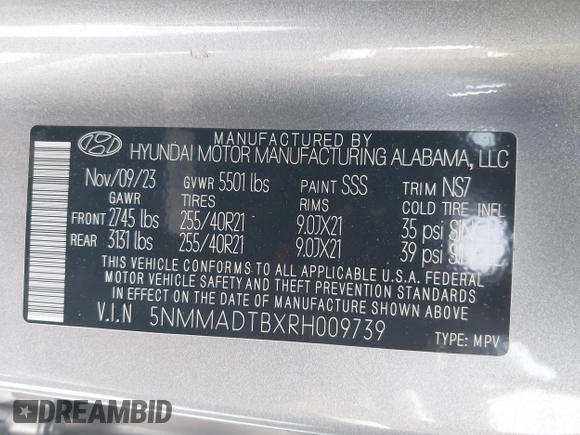 MANUFACTURED BY
HYUNDAI MOTOR MANUFACTURING ALABAMA, LLC
Nov/09/23 GVWR 5501 lbs PAINT SSS TRIM NS7
GAWR TIRES RIMS COLD TIRE INFL
FRONT 2745 lbs 255/40R21 9.0JX21 35 psi
REAR 3131 lbs 255/40R21 9.0JX21 39 psi
THIS VEHICLE CONFORMS TO ALL APPLICABLE U.S.A. FEDERAL
MOTOR VEHICLE SAFETY AND THEFT PREVENTION STANDARDS
IN EFFECT ON THE DATE OF MANUFACTURE SHOWN ABOVE
V.I.N 5NMMADTBXRH009739 TYPE: MPV
DREAMBID